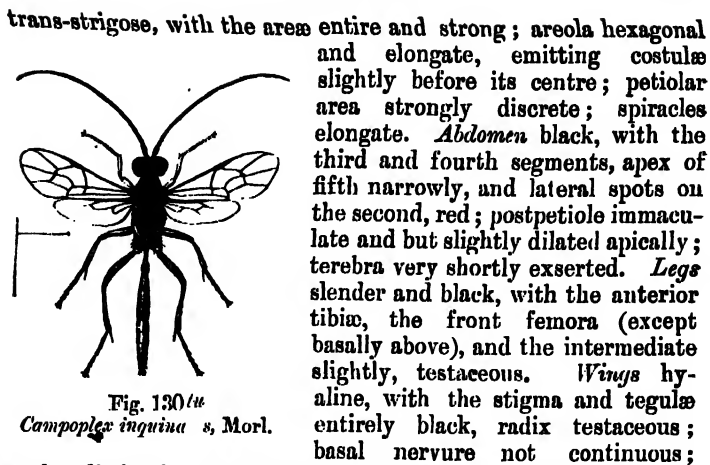 trans-strigose, with the areæ entire and strong; areola hexagonal
and elongate, emitting costulæ
slightly before its centre; petiolar
area strongly discrete; spiracles
elongate. Abdomen black, with the
third and fourth segments, apex of
fifth narrowly, and lateral spots on
the second, red; postpetiole immacu-
late and but slightly dilated apically;
terebra very shortly exserted. Legs
slender and black, with the anterior
tibiæ, the front femora (except
basally above), and the intermediate
slightly, testaceous. Wings hy-
aline, with the stigma and tegulæ
entirely black, radix testaceous;
basal nervure not continuous;
Fig. 130
Campoplex s, Morl.